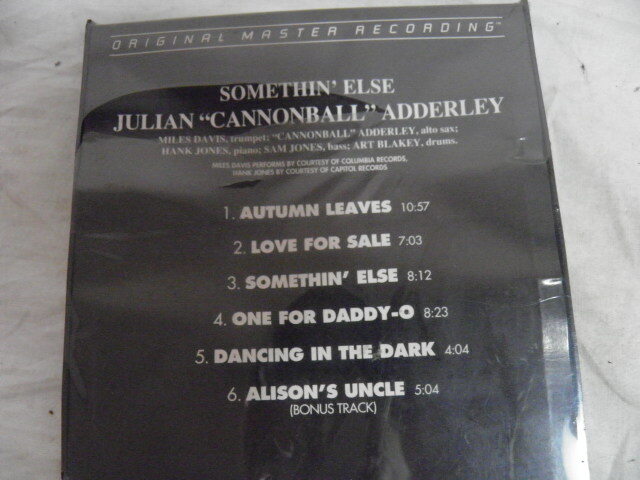 ORIGINAL MASTER RECORDING™
SOMETHIN' ELSE
JULIAN "CANNONBALL" ADDERLEY
MILES DAVIS, trumpet; "CANNONBALL" ADDERLEY, alto sax;
HANK JONES, piano; SAM JONES, bass; ART BLAKEY, drums.
MILES DAVIS PERFORMS BY COURTESY OF COLUMBIA RECORDS,
HANK JONES BY COURTESY OF CAPITOL RECORDS
1. AUTUMN LEAVES 10:57
2. LOVE FOR SALE 7:03
3. SOMETHIN' ELSE 8:12
4. ONE FOR DADDY-O 8:23
5. DANCING IN THE DARK 4:04
6. ALISON'S UNCLE 5:04
(BONUS TRACK)